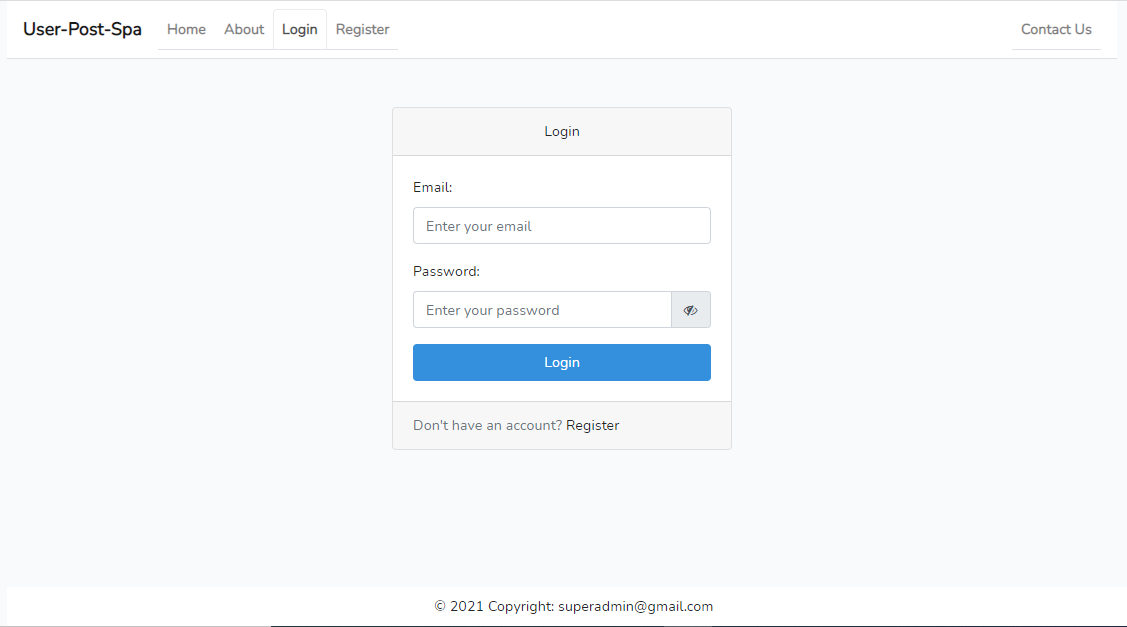 User-Post-Spa Home About Login Register Contact Us
Login
Email:
Enter your email
Password:
Enter your password
Login
Don't have an account? Register
© 2021 Copyright: superadmin@gmail.com